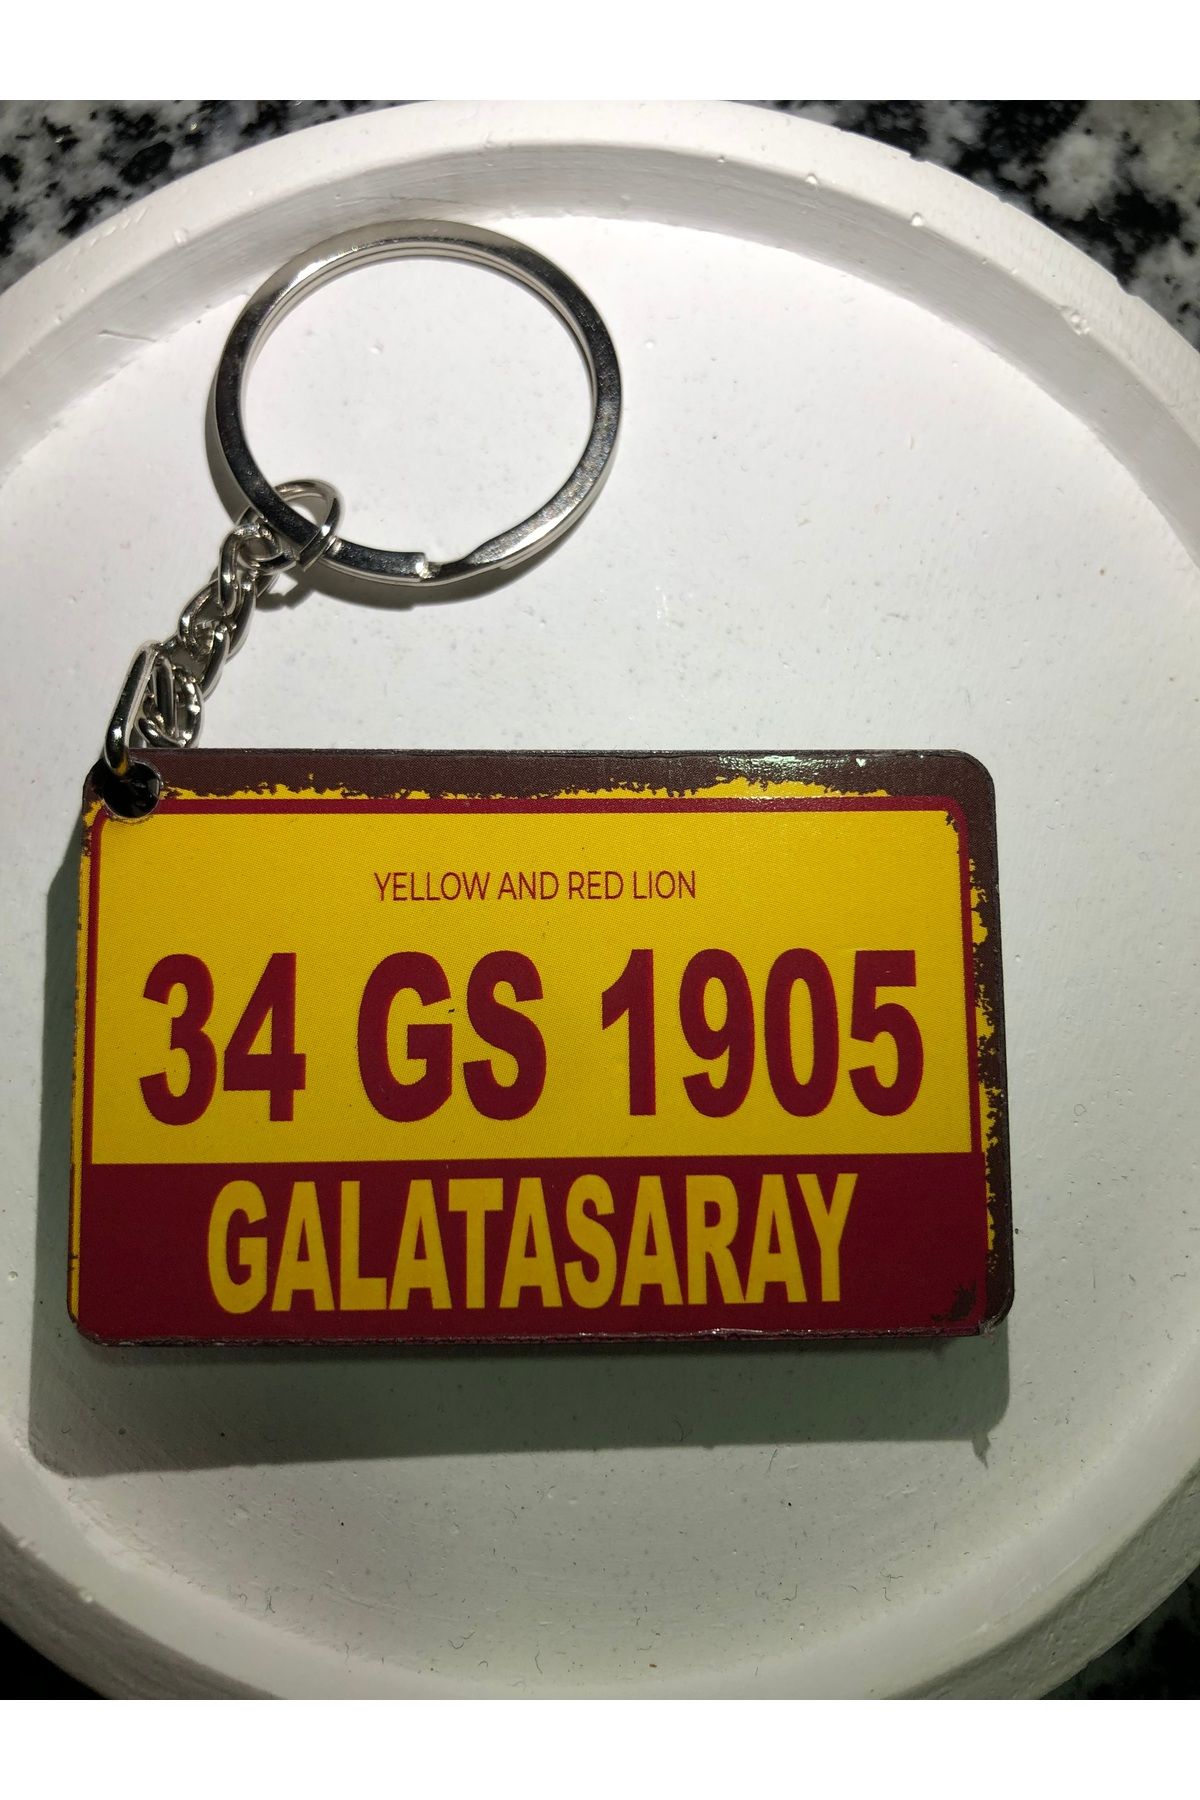 YELLOW AND RED LION
34 GS 1905
GALATASARAY